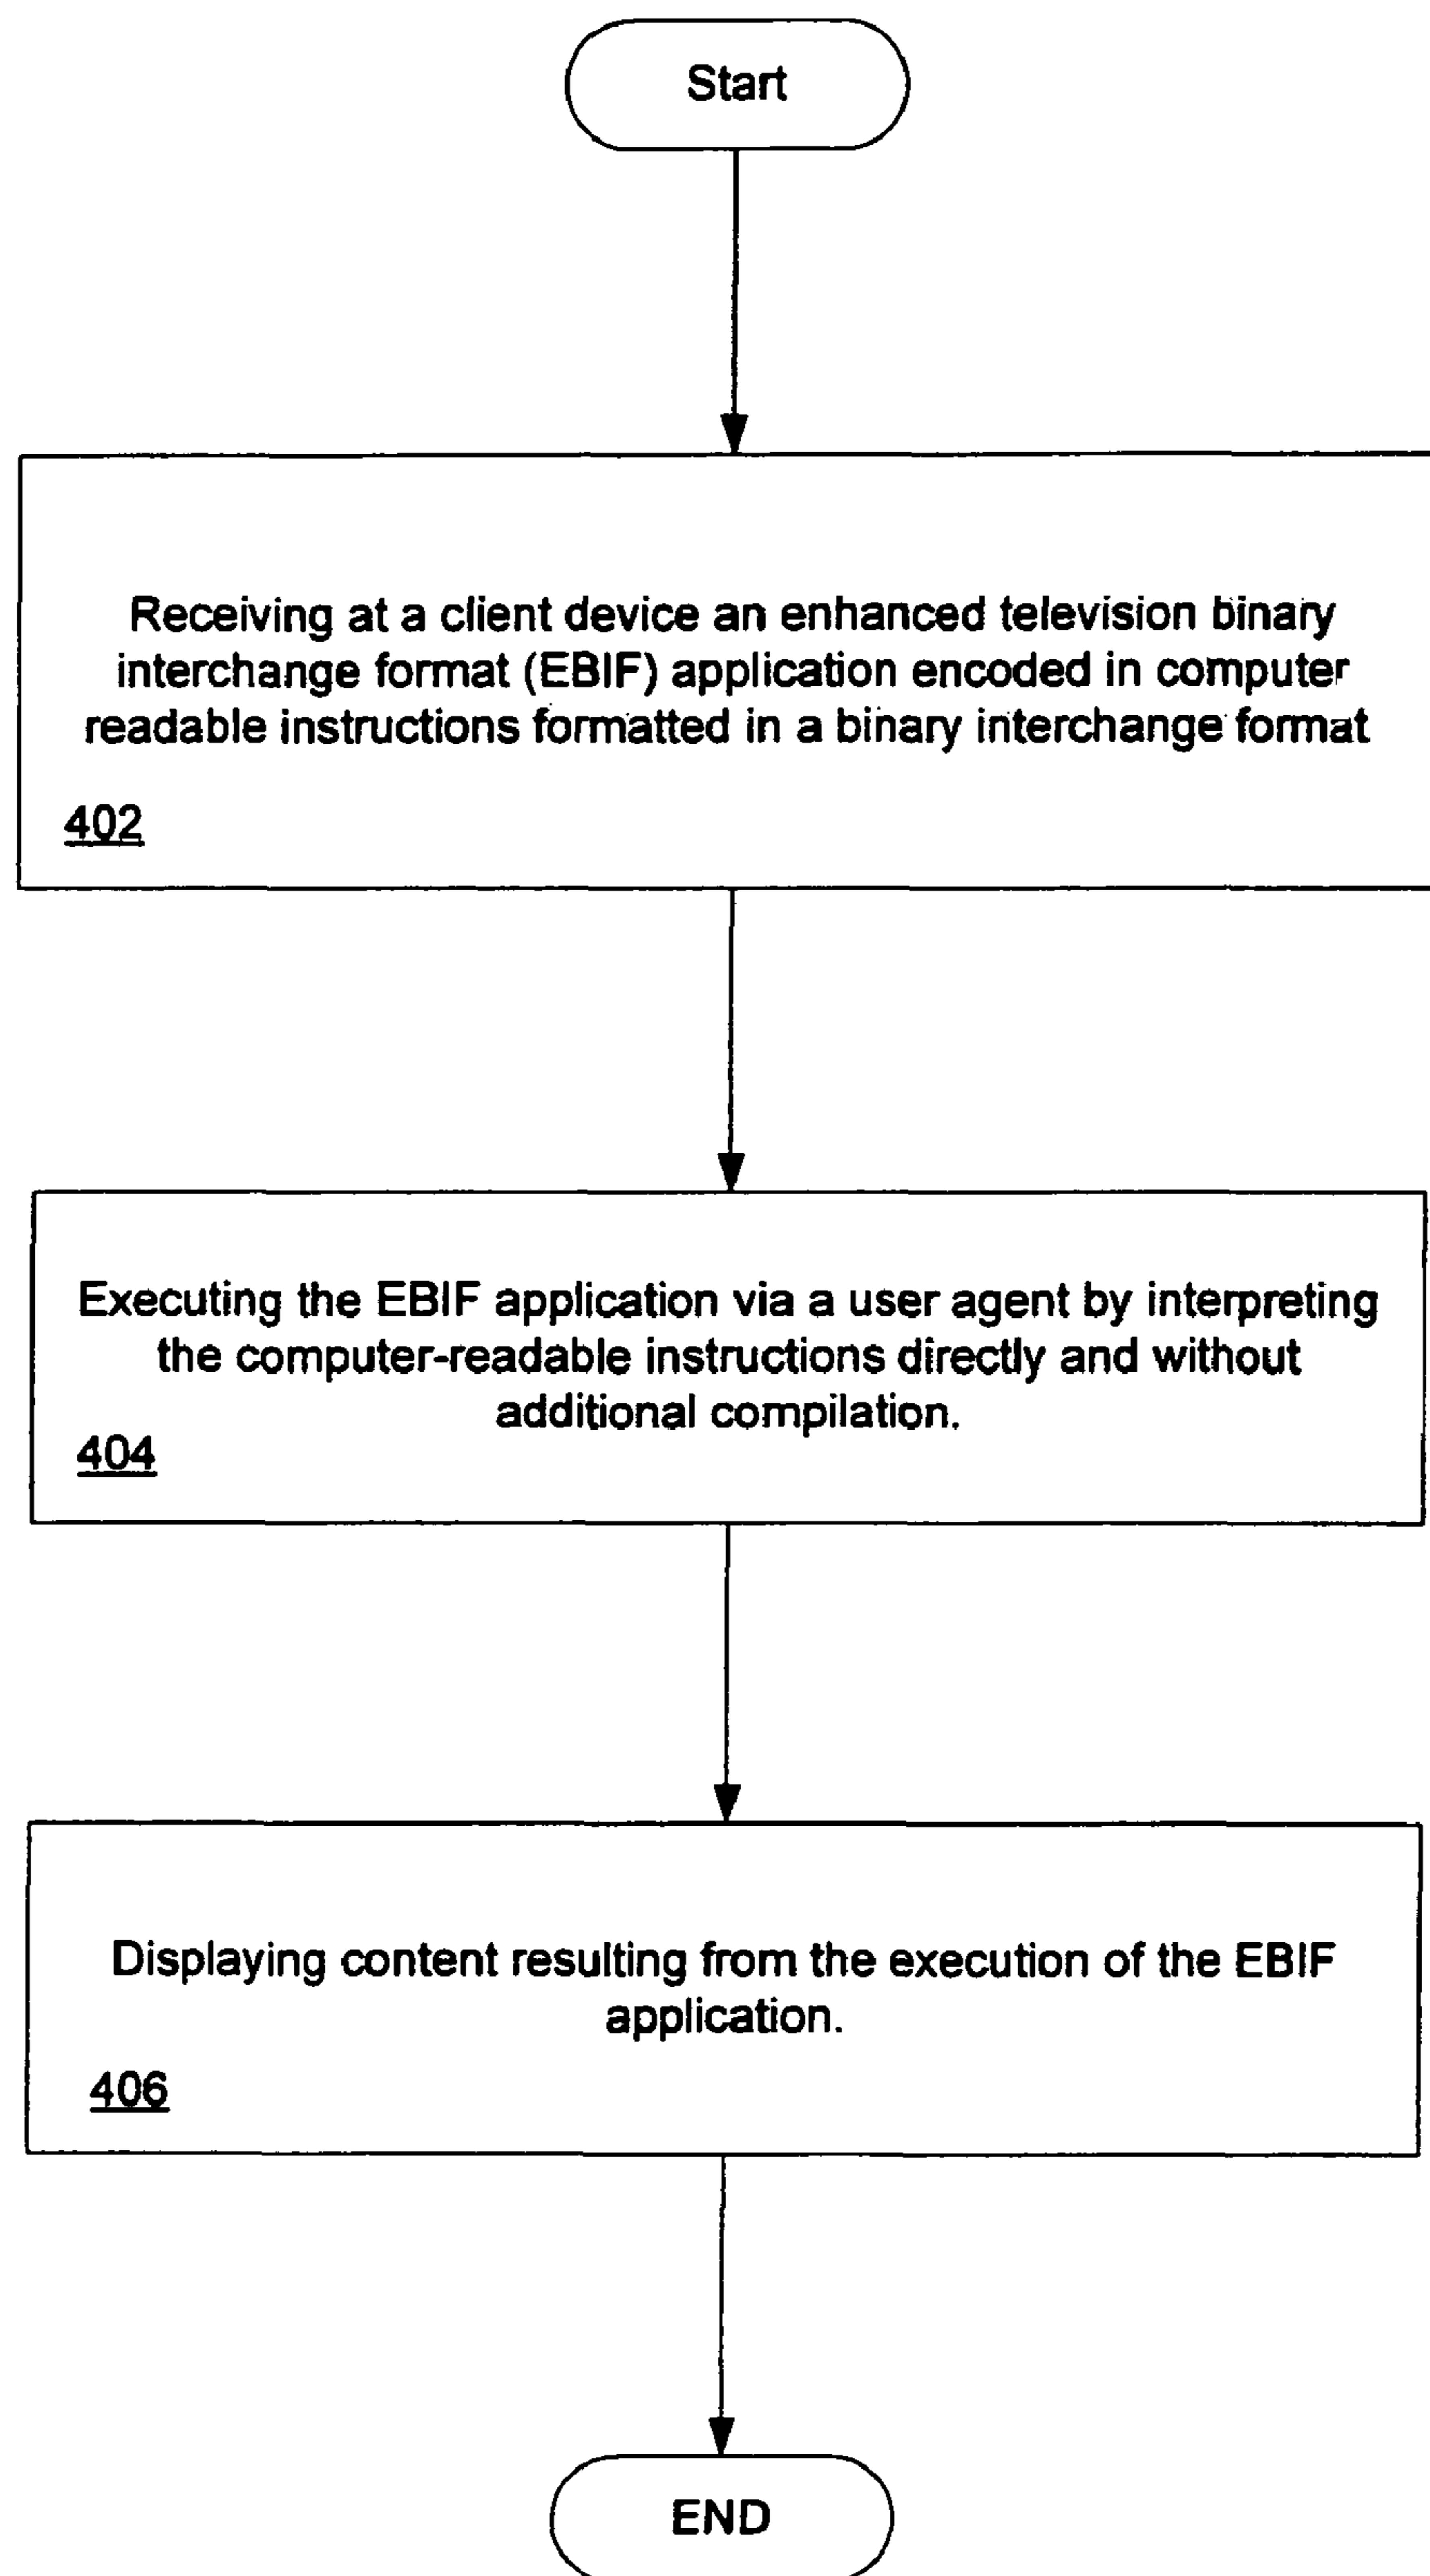 Start
Receiving at a client device an enhanced television binary
interchange format (EBIF) application encoded in computer
readable instructions formatted in a binary interchange format
402
Executing the EBIF application via a user agent by interpreting
the computer-readable instructions directly and without
additional compilation.
404
Displaying content resulting from the execution of the EBIF
application.
406
END